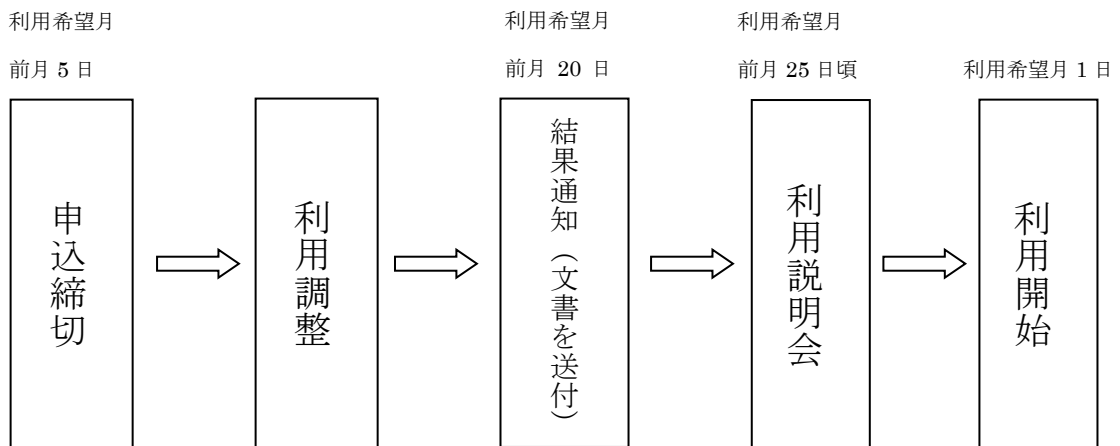 利用希望月
前月 5 日
申込締切
利用調整
利用希望月
前月 20 日
結果通知（文書を送付）
利用希望月
前月 25 日頃
利用説明会
利用希望月 1 日
利用開始